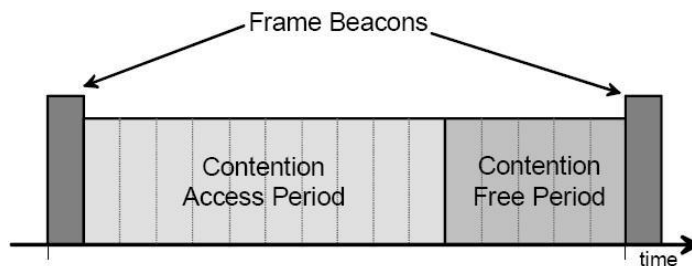 Frame Beacons
Contention
Access Period
Contention
Free Period
time